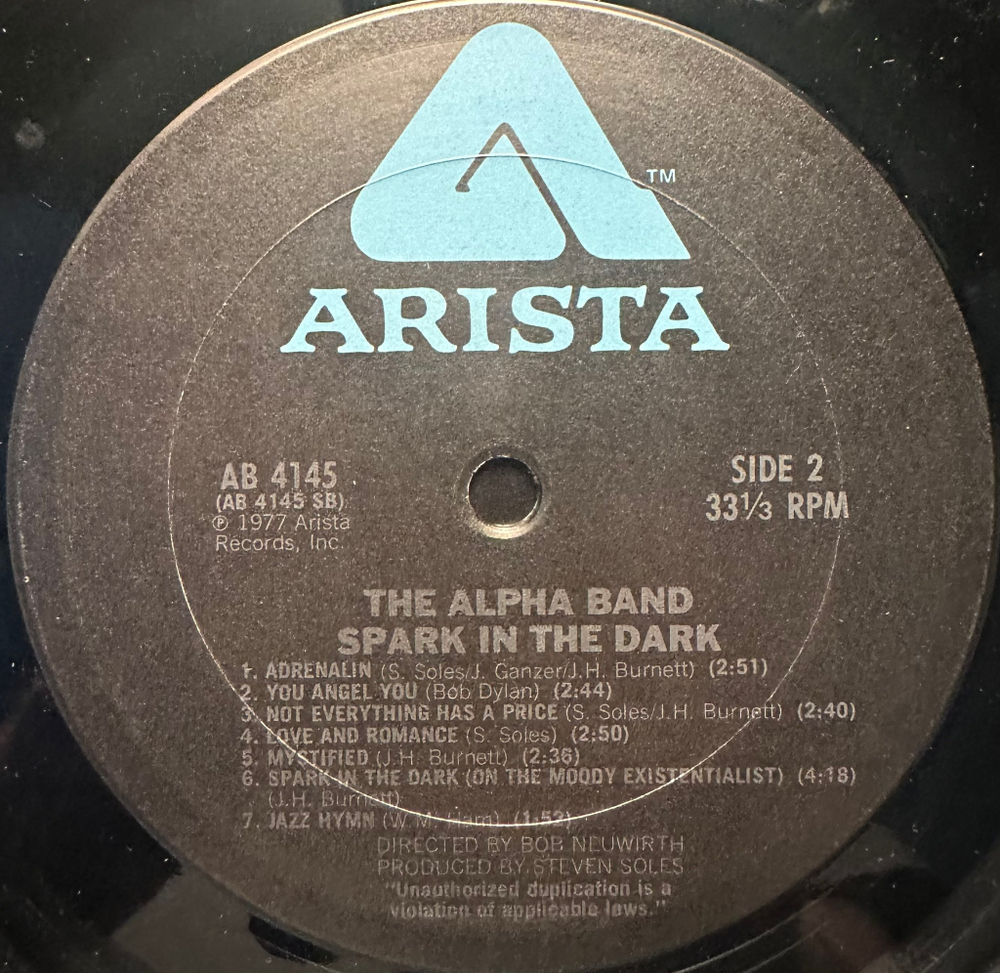 TM
ARISTA
AB 4145
(AB 4145 SB)
℗ 1977 Arista
Records, Inc.
SIDE 2
33⅓ RPM
THE ALPHA BAND
SPARK IN THE DARK
1. ADRENALIN (S. Soles/J. Ganzer/J.H. Burnett) (2:51)
2. YOU ANGEL YOU (Bob Dylan) (2:44)
3. NOT EVERYTHING HAS A PRICE (S. Soles/J.H. Burnett) (2:40)
4. LOVE AND ROMANCE (S. Soles) (2:50)
5. MYSTIFIED (J.H. Burnett) (2:36)
6. SPARK IN THE DARK (ON THE MOODY EXISTENTIALIST) (4:18)
(J.H. Burnett)
7. JAZZ HYMN (W.M. Ham) (1:53)
DIRECTED BY BOB NEUWIRTH
PRODUCED BY STEVEN SOLES
"Unauthorized duplication is a
violation of applicable laws."